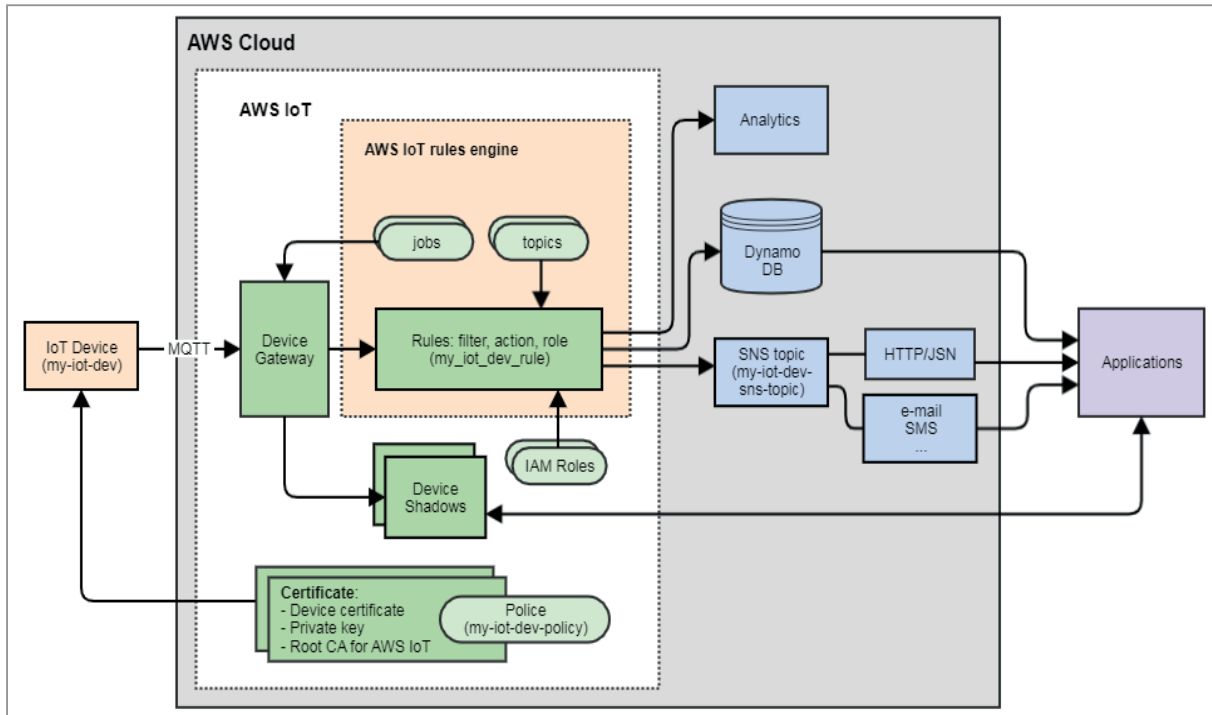 AWS Cloud
AWS IoT
AWS IoT rules engine
jobs
topics
IoT Device
(my-iot-dev)
MQTT
Device
Gateway
Rules: filter, action, role
(my_iot_dev_rule)
IAM Roles
Device
Shadows
Certificate:
- Device certificate
- Private key
- Root CA for AWS IoT
Police
(my-iot-dev-policy)
Analytics
Dynamo
DB
SNS topic
(my-iot-dev-
sns-topic)
HTTP/JSN
e-mail
SMS
...
Applications